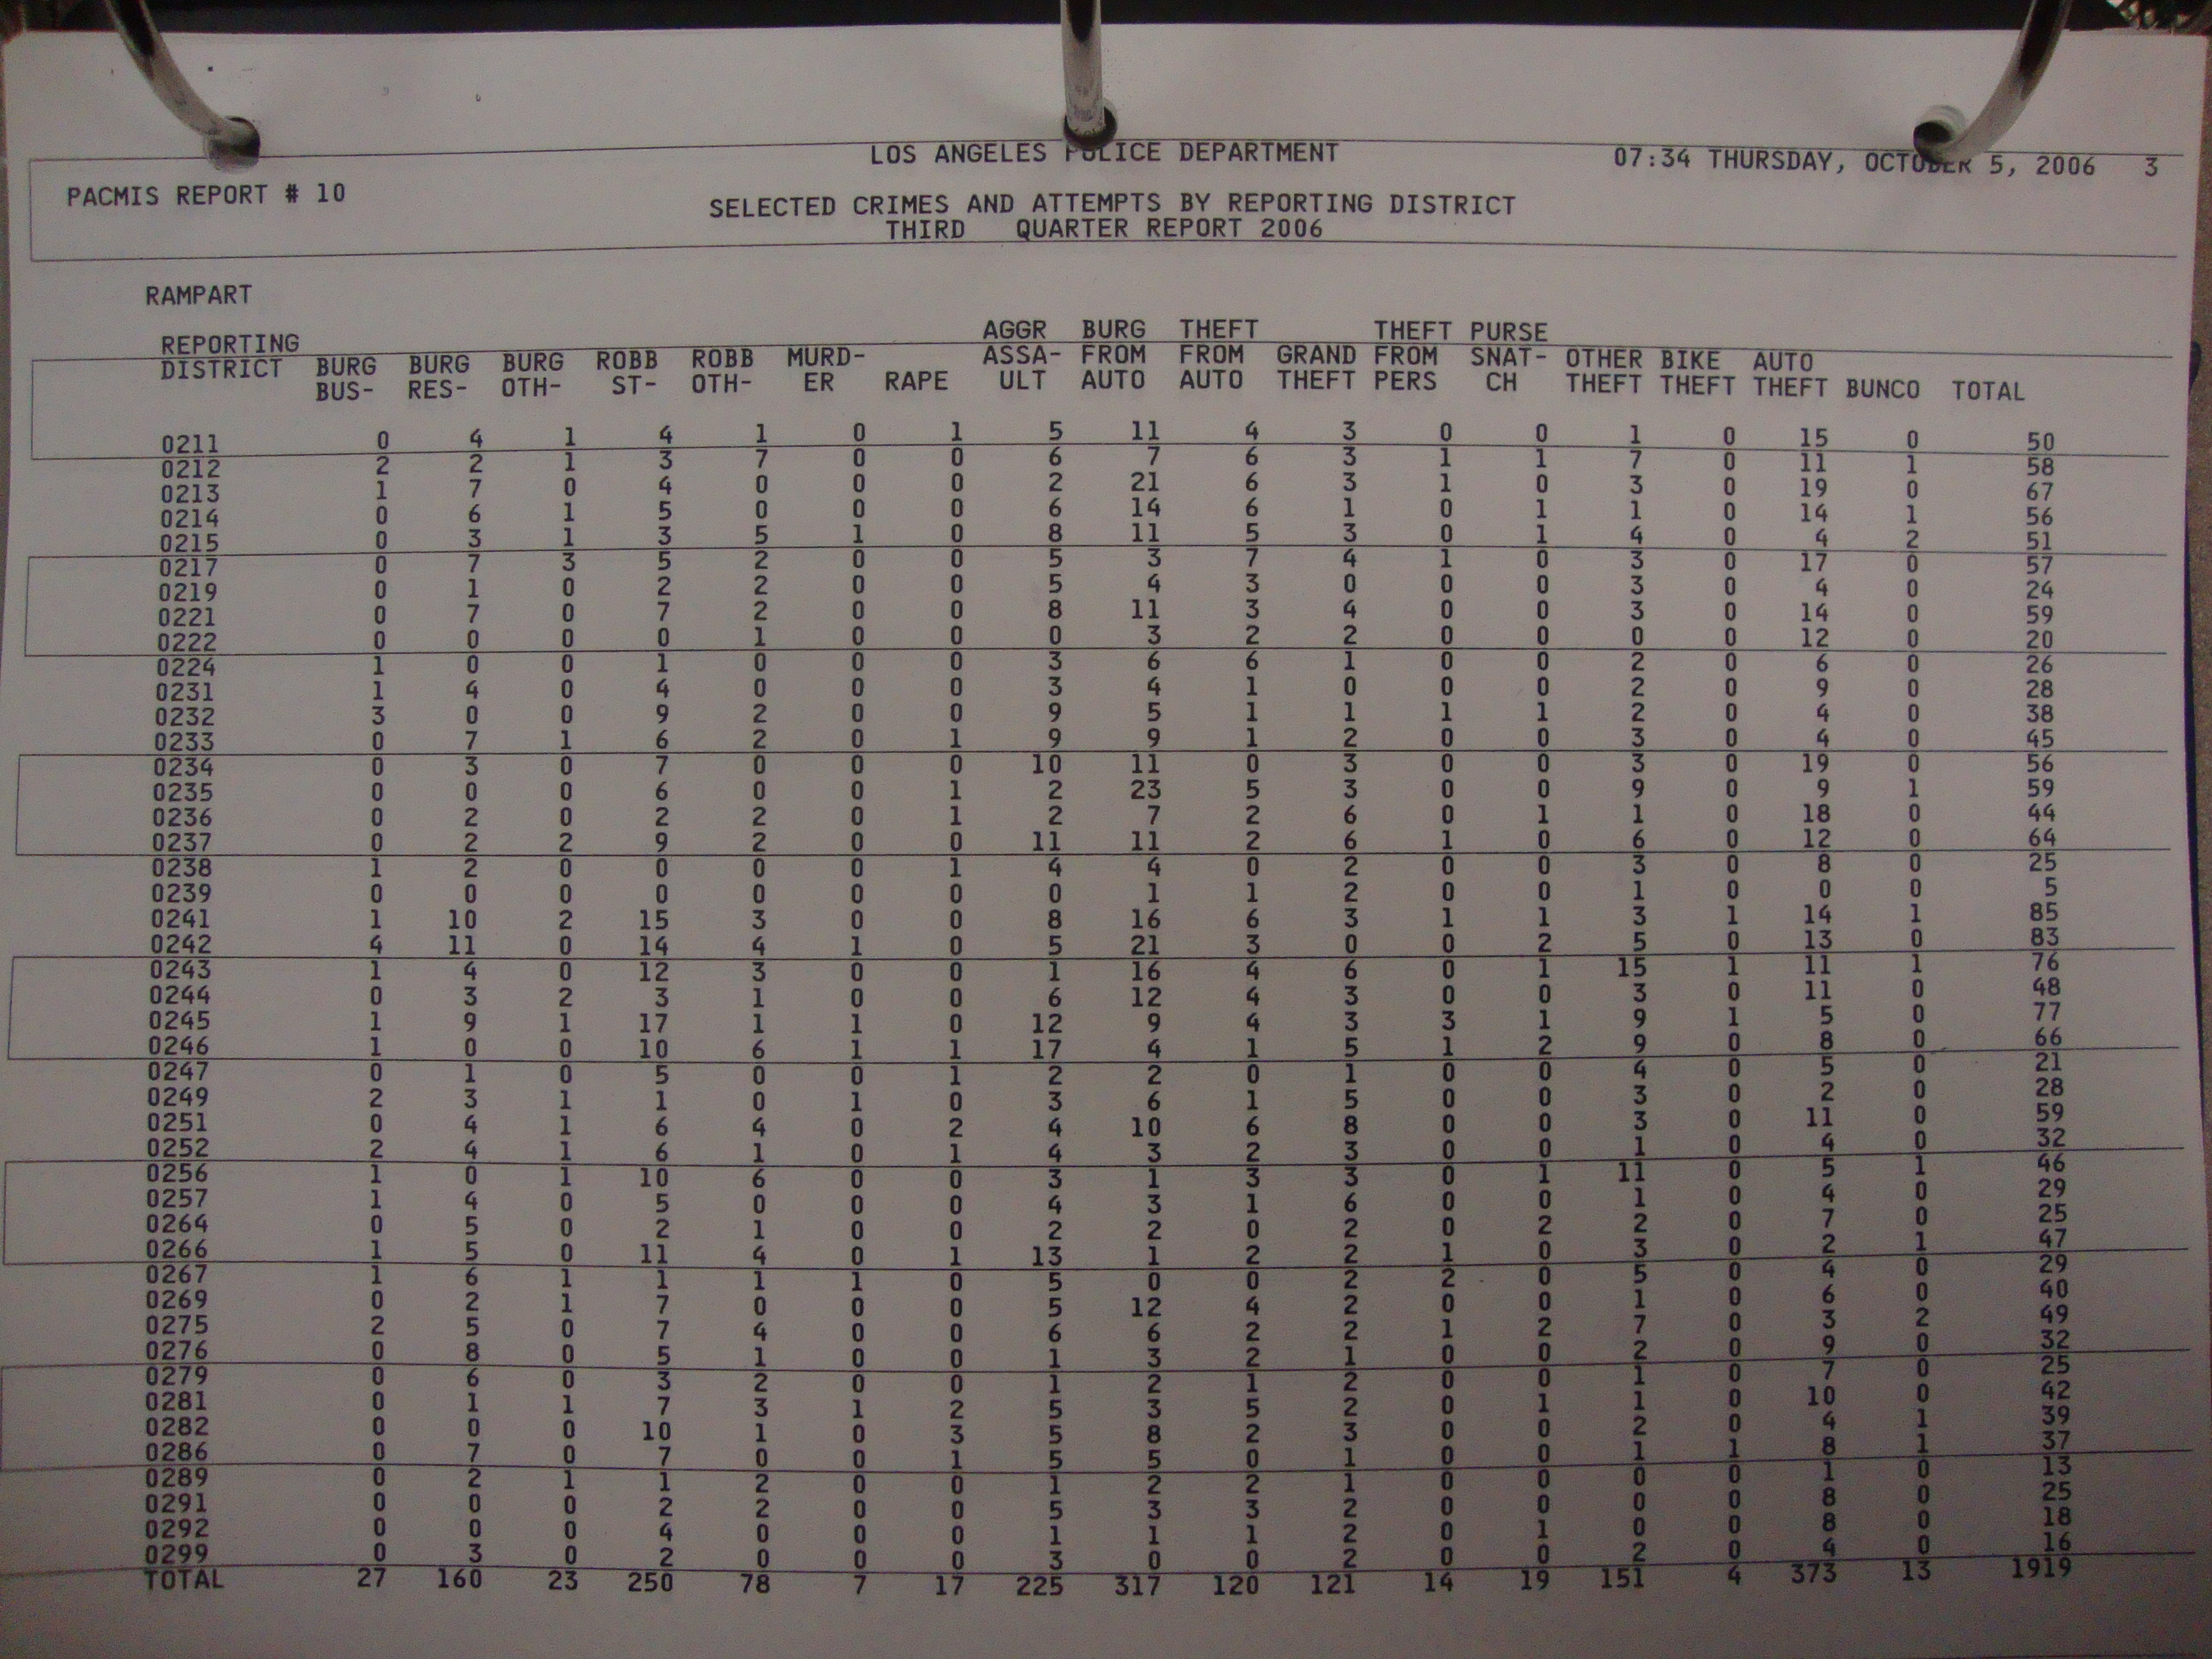 LOS ANGELES POLICE DEPARTMENT 07:34 THURSDAY, OCTOBER 5, 2006 3
PACMIS REPORT # 10
SELECTED CRIMES AND ATTEMPTS BY REPORTING DISTRICT
THIRD QUARTER REPORT 2006
RAMPART
AGGR BURG THEFT THEFT PURSE
REPORTING BURG BURG BURG ROBB ROBB MURD- ASSA- FROM FROM GRAND FROM SNAT- OTHER BIKE AUTO
DISTRICT BUS- RES- OTH- ST- OTH- ER RAPE ULT AUTO AUTO THEFT PERS CH THEFT THEFT THEFT BUNCO TOTAL
0211 0 4 1 4 1 0 1 5 11 4 3 0 0 1 0 15 0 50
0212 2 2 1 3 7 0 0 6 7 6 3 1 1 7 0 11 1 58
0213 1 7 0 4 0 0 0 2 21 6 3 1 0 3 0 19 0 67
0214 0 6 1 5 0 0 0 6 14 6 1 0 1 1 0 14 1 56
0215 0 3 1 3 5 1 0 8 11 5 3 0 1 4 0 4 2 51
0217 0 7 3 5 2 0 0 5 3 7 4 1 0 3 0 17 0 57
0219 0 1 0 2 2 0 0 5 4 3 0 0 0 3 0 4 0 24
0221 0 7 0 7 2 0 0 8 11 3 4 0 0 3 0 14 0 59
0222 0 0 0 0 1 0 0 0 3 2 2 0 0 0 0 12 0 20
0224 1 0 0 1 0 0 0 3 6 6 1 0 0 2 0 6 0 26
0231 1 4 0 4 0 0 0 3 4 1 0 0 0 2 0 9 0 28
0232 3 0 0 9 2 0 0 9 5 1 1 1 1 2 0 4 0 38
0233 0 7 1 6 2 0 1 9 9 1 2 0 0 3 0 4 0 45
0234 0 3 0 7 0 0 0 10 11 0 3 0 0 3 0 19 0 56
0235 0 0 0 6 0 0 1 2 23 5 3 0 0 9 0 9 1 59
0236 0 2 0 2 2 0 1 2 7 2 6 0 1 1 0 18 0 44
0237 0 2 2 9 2 0 0 11 11 2 6 1 0 6 0 12 0 64
0238 1 2 0 0 0 0 1 4 4 0 2 0 0 3 0 8 0 25
0239 0 0 0 0 0 0 0 0 1 1 2 0 0 1 0 0 0 5
0241 1 10 2 15 3 0 0 8 16 6 3 1 1 3 1 14 1 85
0242 4 11 0 14 4 1 0 5 21 3 0 0 2 5 0 13 0 83
0243 1 4 0 12 3 0 0 1 16 4 6 0 1 15 1 11 1 76
0244 0 3 2 3 1 0 0 6 12 4 3 0 0 3 0 11 0 48
0245 1 9 1 17 1 1 0 12 9 4 3 3 1 9 1 5 0 77
0246 1 0 0 10 6 1 1 17 4 1 5 1 2 9 0 8 0 66
0247 0 1 0 5 0 0 1 2 2 0 1 0 0 4 0 5 0 21
0249 2 3 1 1 0 1 0 3 6 1 5 0 0 3 0 2 0 28
0251 0 4 1 6 4 0 2 4 10 6 8 0 0 3 0 11 0 59
0252 2 4 1 6 1 0 1 4 3 2 3 0 0 1 0 4 0 32
0256 1 0 1 10 6 0 0 3 1 3 3 0 1 11 0 5 1 46
0257 1 4 0 5 0 0 0 4 3 1 6 0 0 1 0 4 0 29
0264 0 5 0 2 1 0 0 2 2 0 2 0 2 2 0 7 0 25
0266 1 5 0 11 4 0 1 13 1 2 2 1 0 3 0 2 1 47
0267 1 6 1 1 1 1 0 5 0 0 2 2 0 5 0 4 0 29
0269 0 2 1 7 0 0 0 5 12 4 2 0 0 1 0 6 0 40
0275 2 5 0 7 4 0 0 6 6 2 2 1 2 7 0 3 2 49
0276 0 8 0 5 1 0 0 1 3 2 1 0 0 2 0 9 0 32
0279 0 6 0 3 2 0 0 1 2 1 2 0 0 1 0 7 0 25
0281 0 1 1 7 3 1 2 5 3 5 2 0 1 1 0 10 0 42
0282 0 0 0 10 1 0 3 5 8 2 3 0 0 2 0 4 1 39
0286 0 7 0 7 0 0 1 5 5 0 1 0 0 1 1 8 1 37
0289 0 2 1 1 2 0 0 1 2 2 1 0 0 0 0 1 0 13
0291 0 0 0 2 2 0 0 5 3 3 2 0 0 0 0 8 0 25
0292 0 0 0 4 0 0 0 1 1 1 2 0 1 0 0 8 0 18
0299 0 3 0 2 0 0 0 3 0 0 2 0 0 2 0 4 0 16
TOTAL 27 160 23 250 78 7 17 225 317 120 121 14 19 151 4 373 13 1919